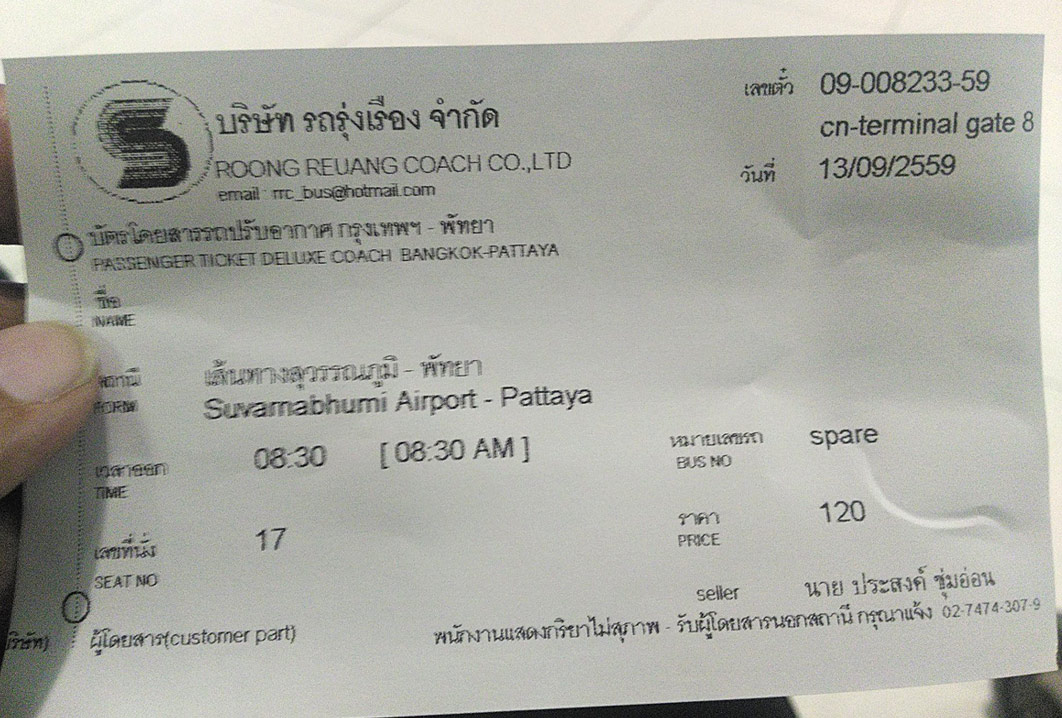 บริษัท รถรุ่งเรือง จำกัด
ROONG REUANG COACH CO.,LTD
email : rrc_bus@hotmail.com
เลขตั๋ว 09-008233-59
cn-terminal gate 8
วันที่ 13/09/2559
บัตรโดยสารรถปรับอากาศ กรุงเทพฯ - พัทยา
PASSENGER TICKET DELUXE COACH BANGKOK-PATTAYA
ชื่อ
NAME
สถานี เส้นทางสุวรรณภูมิ - พัทยา
FORM Suvarnabhumi Airport - Pattaya
เวลาออก 08:30 [ 08:30 AM ] หมายเลขรถ spare
TIME BUS NO
เลขที่นั่ง 17 ราคา 120
SEAT NO PRICE
seller นาย ประสงค์ ชุ่มอ่อน
ผู้โดยสาร(customer part) พนักงานแสดงกริยาไม่สุภาพ - รับผู้โดยสารนอกสถานี กรุณาแจ้ง 02-7474-307-9